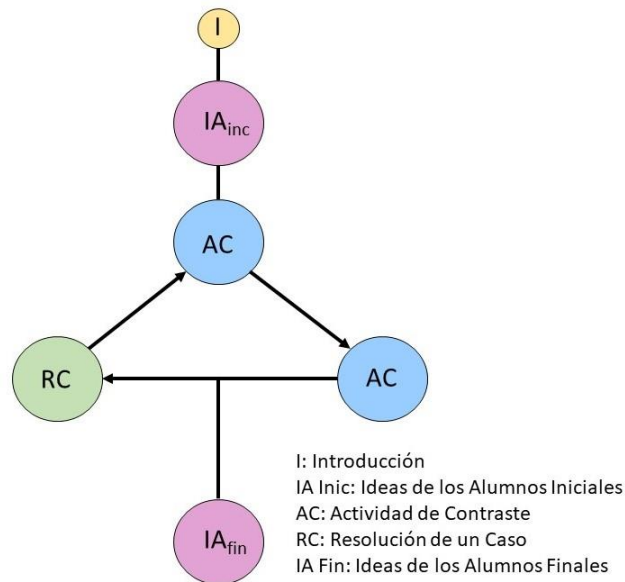 I
IAinc
AC
RC
AC
IAfin
I: Introducción
IA Inic: Ideas de los Alumnos Iniciales
AC: Actividad de Contraste
RC: Resolución de un Caso
IA Fin: Ideas de los Alumnos Finales